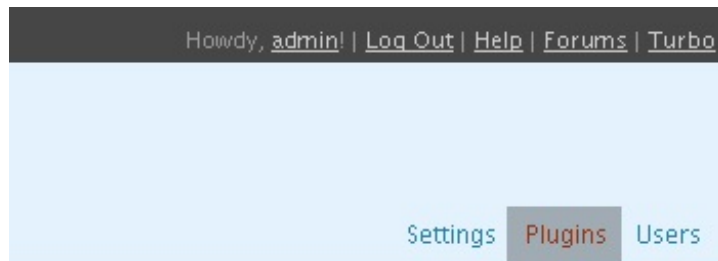 Howdy, admin! | Log Out | Help | Forums | Turbo
Settings Plugins Users